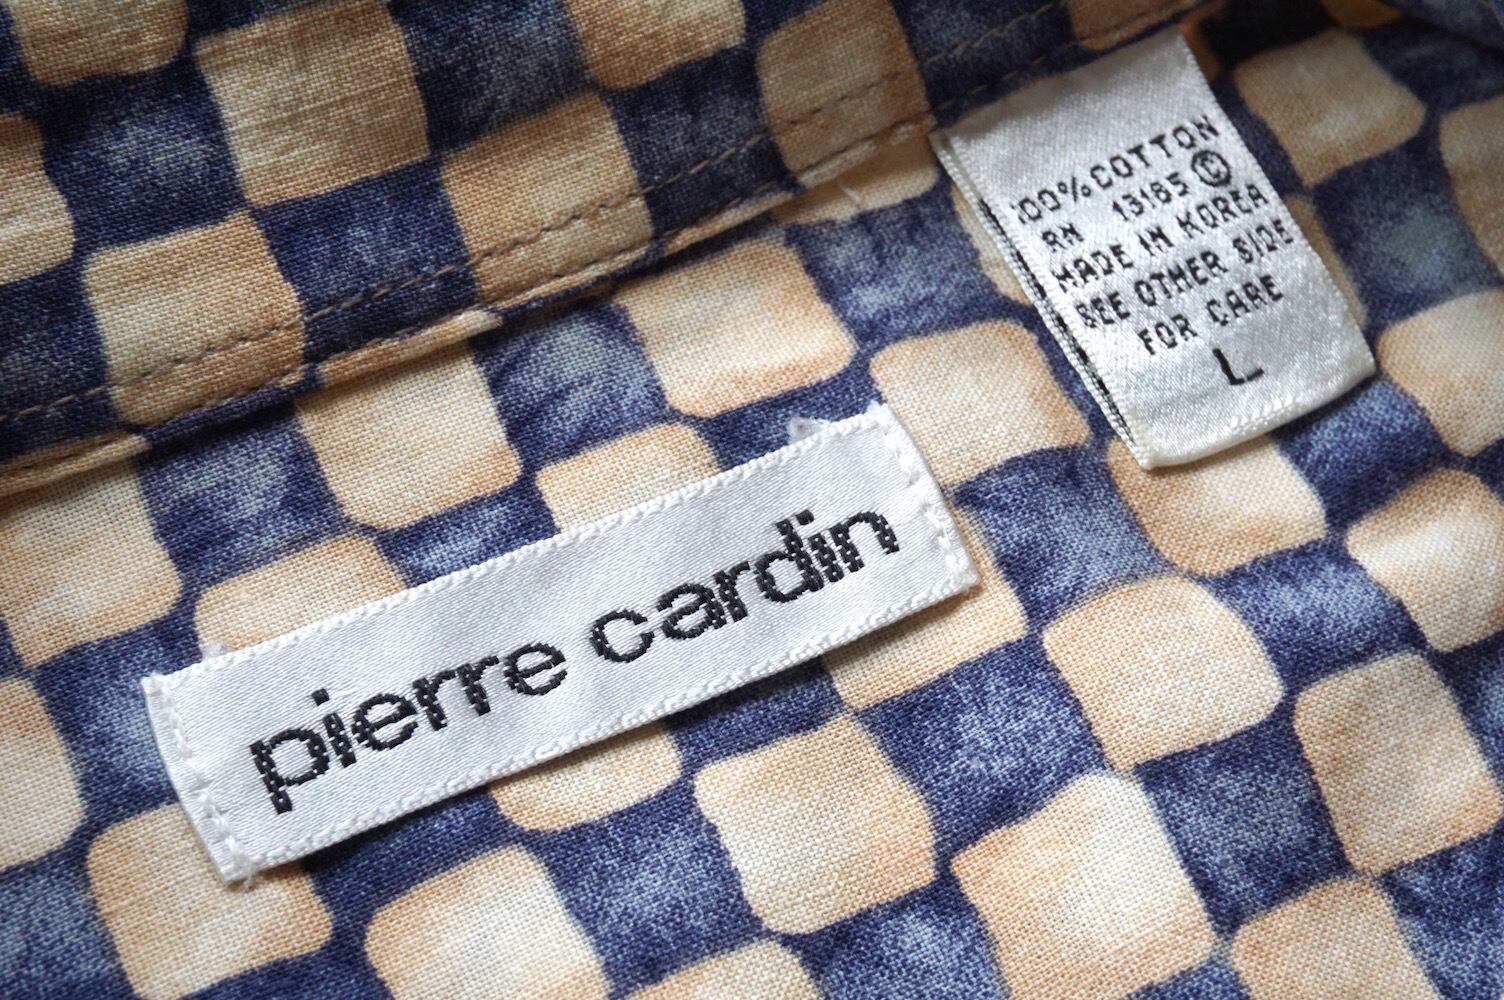 100% COTTON
RN 13185 Ⓜ
MADE IN KOREA
SEE OTHER SIDE
FOR CARE
L
pierre cardin